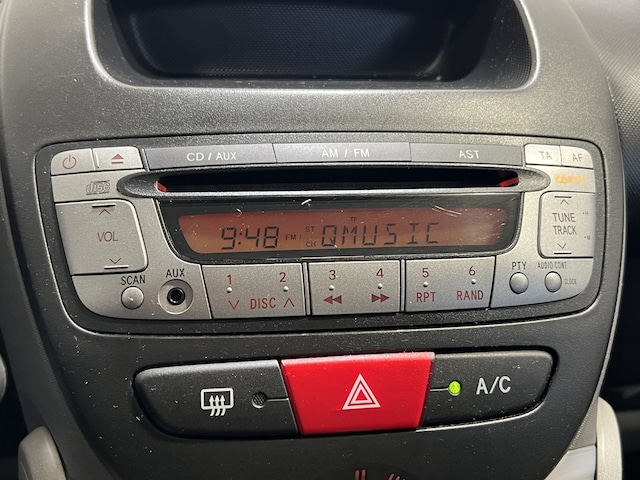 CD / AUX AM / FM AST TA AF
VOL
9:48 FM1 ST CH QMUSIC
TUNE
TRACK
SCAN AUX 1 2 3 4 5 6 PTY AUDIO CONT
DISC RPT RAND CLOCK
A/C